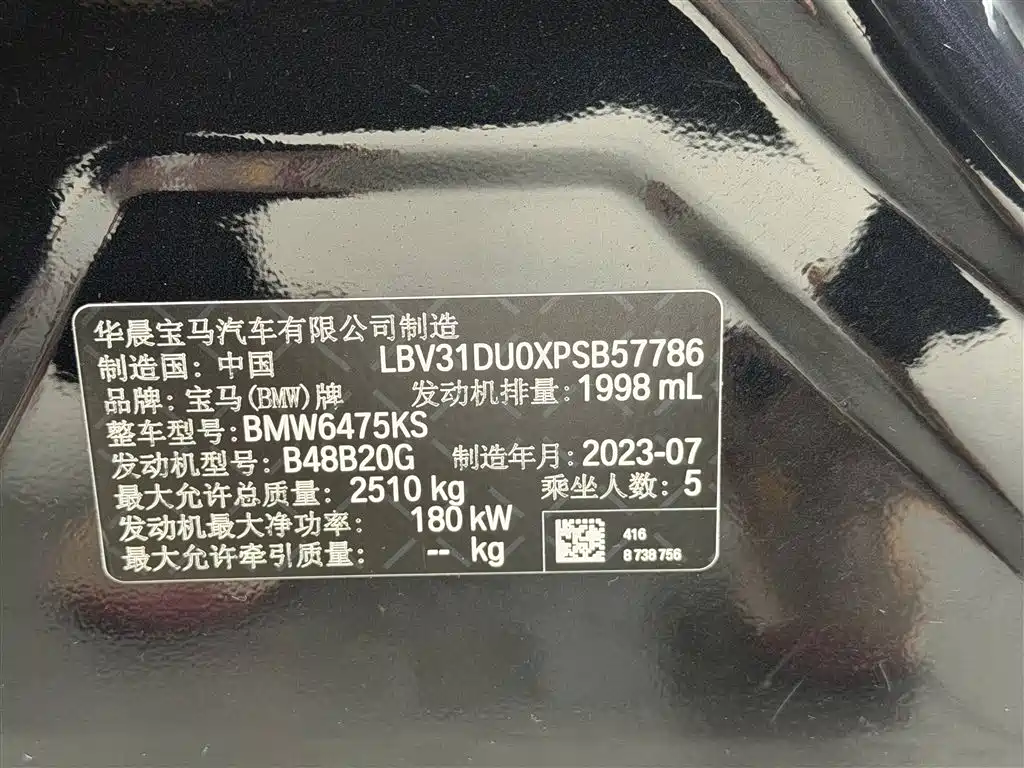 华晨宝马汽车有限公司制造
制造国：中国 LBV31DU0XPSB57786
品牌：宝马(BMW)牌 发动机排量：1998 mL
整车型号：BMW6475KS
发动机型号：B48B20G 制造年月：2023-07
最大允许总质量：2510 kg 乘坐人数：5
发动机最大净功率：180 kW
最大允许牵引质量：-- kg
416
8 738 756